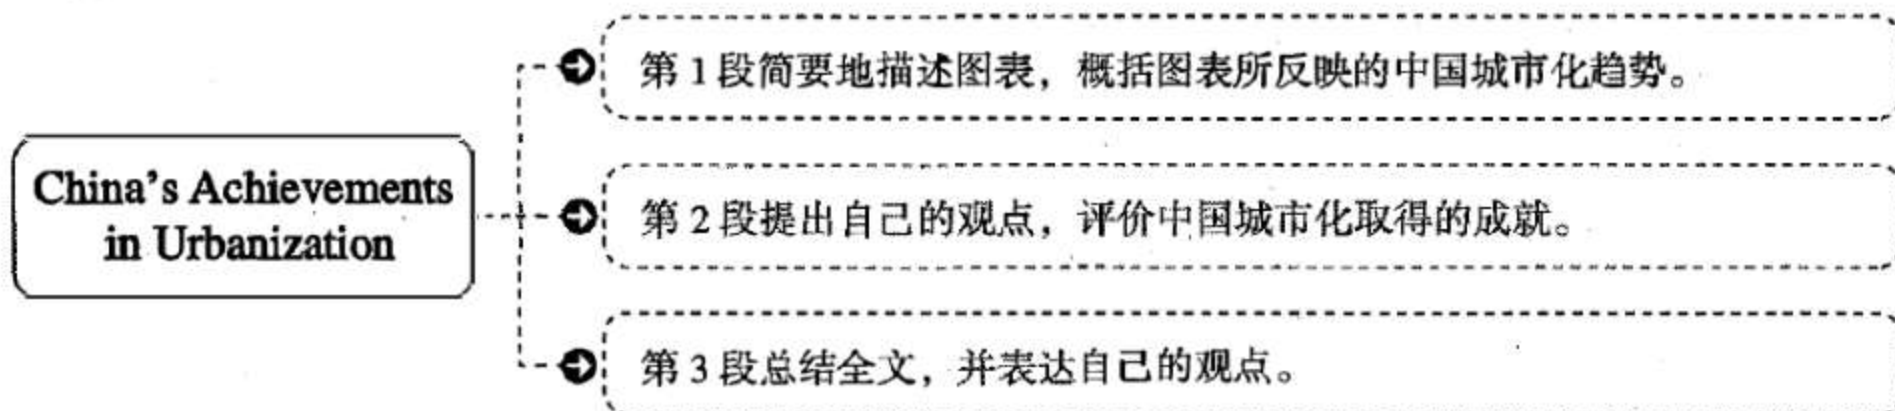 China's Achievements
in Urbanization
第1段简要地描述图表，概括图表所反映的中国城市化趋势。
第2段提出自己的观点，评价中国城市化取得的成就。
第3段总结全文，并表达自己的观点。